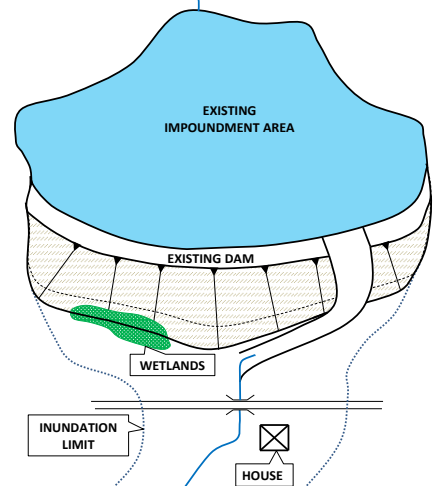 EXISTING
IMPOUNDMENT AREA
EXISTING DAM
WETLANDS
INUNDATION
LIMIT
HOUSE